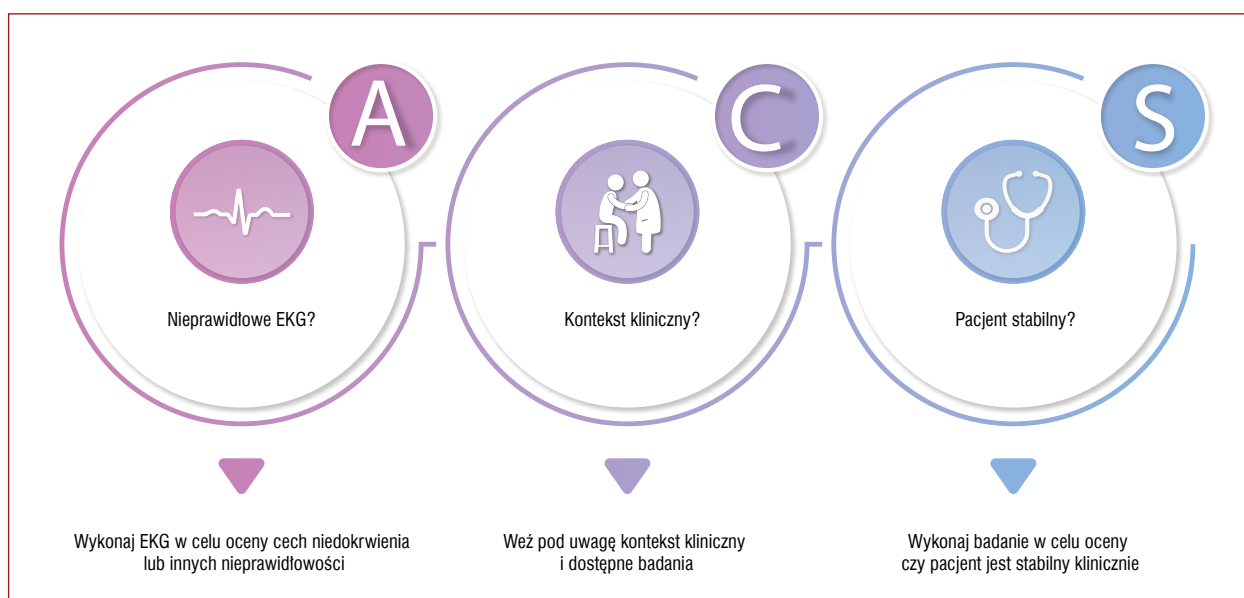 A
C
S
Nieprawidłowe EKG?
Kontekst kliniczny?
Pacjent stabilny?
Wykonaj EKG w celu oceny cech niedokrwienia
lub innych nieprawidłowości
Weź pod uwagę kontekst kliniczny
i dostępne badania
Wykonaj badanie w celu oceny
czy pacjent jest stabilny klinicznie